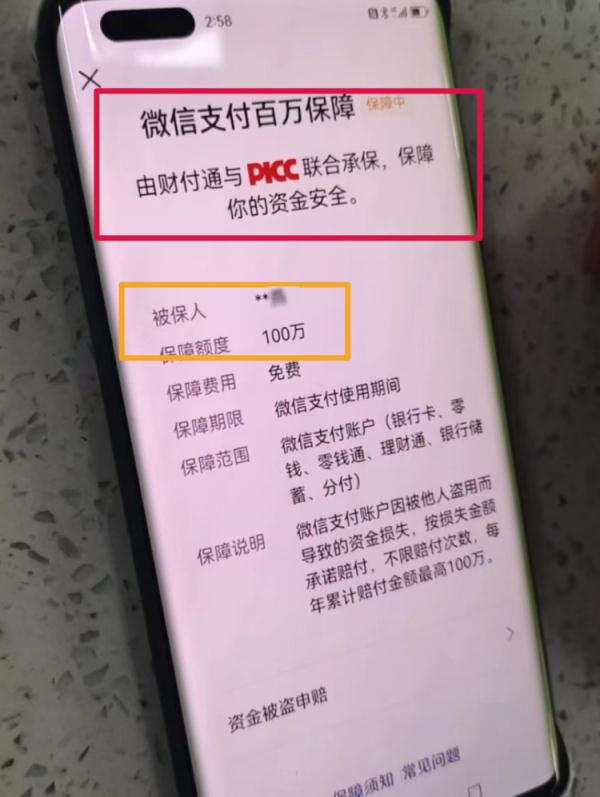 2:58
微信支付百万保障 保障中
由财付通与 PICC 联合承保，保障
你的资金安全。
被保人 **
保障额度 100万
保障费用 免费
保障期限 微信支付使用期间
保障范围 微信支付账户（银行卡、零
钱、零钱通、理财通、银行储
蓄、分付）
保障说明 微信支付账户因被他人盗用而
导致的资金损失，按损失金额
承诺赔付，不限赔付次数，每
年累计赔付金额最高100万。
资金被盗申赔
保障须知 常见问题